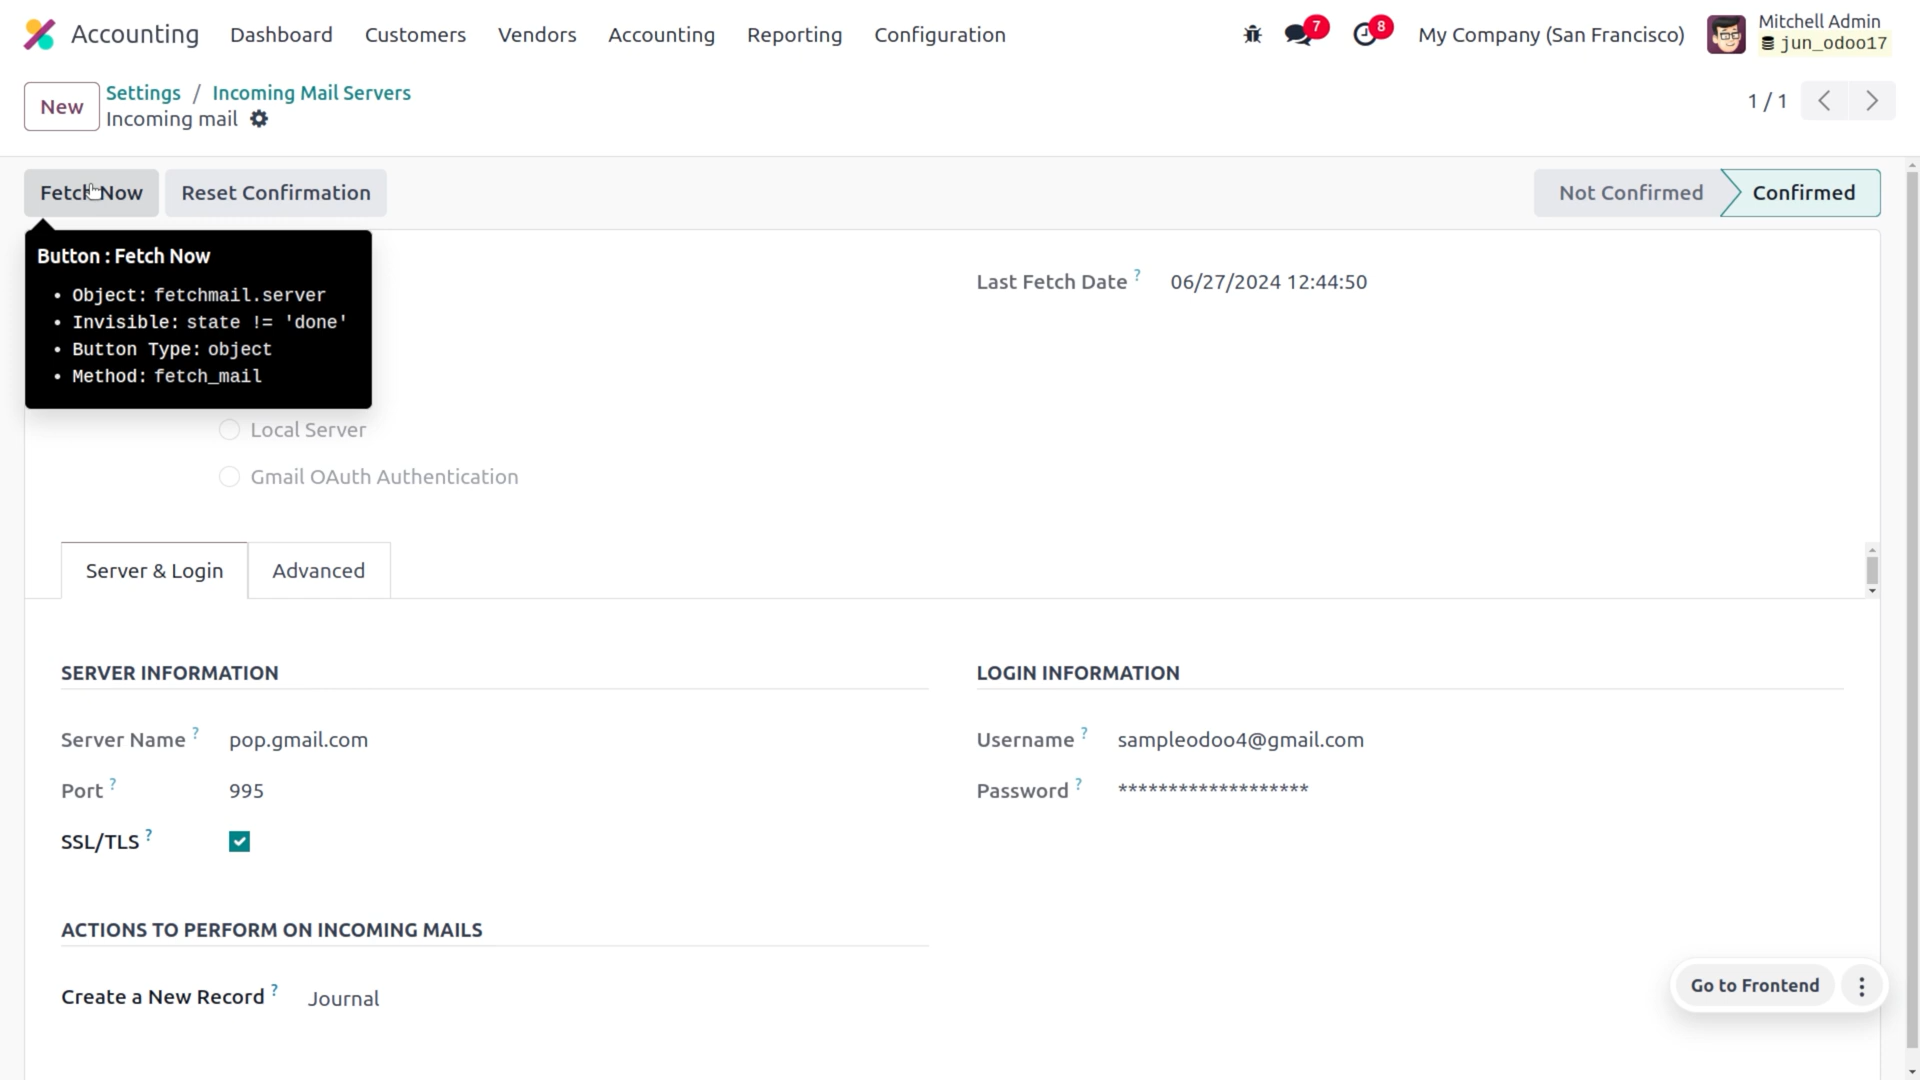 Accounting Dashboard Customers Vendors Accounting Reporting Configuration 7 8 My Company (San Francisco) Mitchell Admin
jun_odoo17
New Settings / Incoming Mail Servers
Incoming mail
1 / 1
Fetch Now Reset Confirmation Not Confirmed Confirmed
Button : Fetch Now
• Object: fetchmail.server
• Invisible: state != 'done'
• Button Type: object
• Method: fetch_mail
Last Fetch Date ? 06/27/2024 12:44:50
Local Server
Gmail OAuth Authentication
Server & Login Advanced
SERVER INFORMATION
Server Name ? pop.gmail.com
Port ? 995
SSL/TLS ?
LOGIN INFORMATION
Username ? sampleodoo4@gmail.com
Password ? *******************
ACTIONS TO PERFORM ON INCOMING MAILS
Create a New Record ? Journal
Go to Frontend